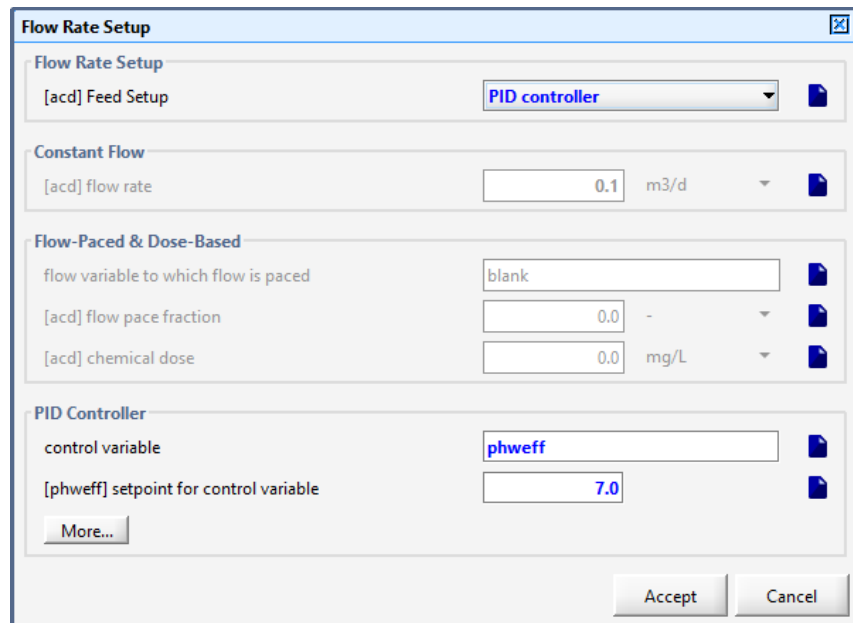 Flow Rate Setup
Flow Rate Setup
[acd] Feed Setup PID controller
Constant Flow
[acd] flow rate 0.1 m3/d
Flow-Paced & Dose-Based
flow variable to which flow is paced blank
[acd] flow pace fraction 0.0 -
[acd] chemical dose 0.0 mg/L
PID Controller
control variable phweff
[phweff] setpoint for control variable 7.0
More...
Accept Cancel